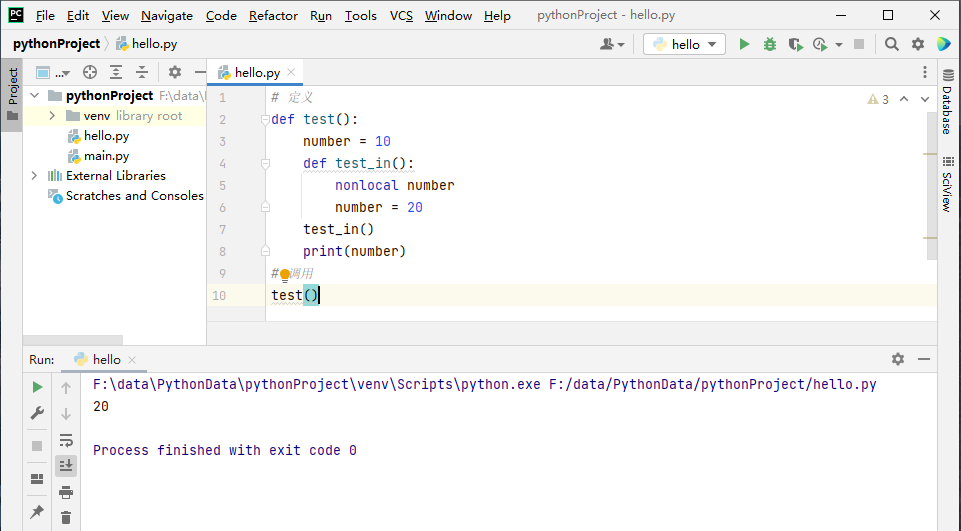 PC File Edit View Navigate Code Refactor Run Tools VCS Window Help pythonProject - hello.py
pythonProject hello.py hello
Project
... hello.py
pythonProject F:\data\
venv library root
hello.py
main.py
External Libraries
Scratches and Consoles
1 # 定义
2 def test():
3 number = 10
4 def test_in():
5 nonlocal number
6 number = 20
7 test_in()
8 print(number)
9 # 调用
10 test()
3
Database
SciView
Run: hello
F:\data\PythonData\pythonProject\venv\Scripts\python.exe F:/data/PythonData/pythonProject/hello.py
20
Process finished with exit code 0